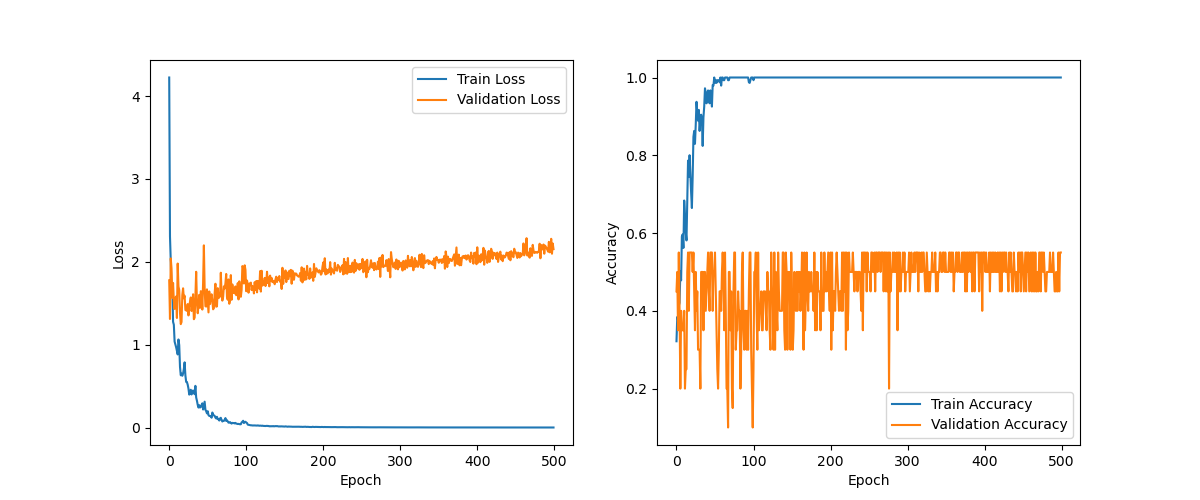 Train Loss
Validation Loss
4
3
2
1
0
Loss
0 100 200 300 400 500
Epoch
1.0
0.8
0.6
0.4
0.2
Accuracy
Train Accuracy
Validation Accuracy
0 100 200 300 400 500
Epoch